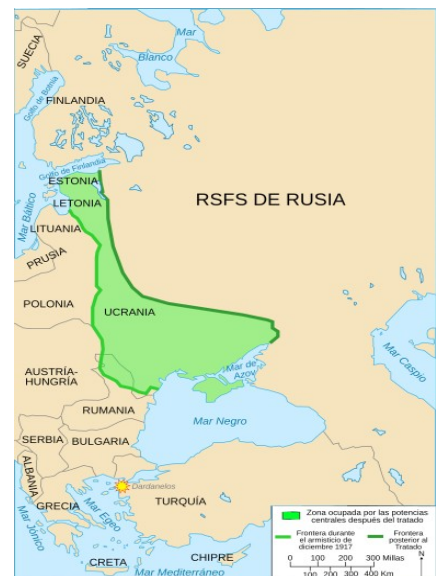 Mar
Blanco
SUECIA
Golfo de Botnia
FINLANDIA
Golfo de Finlandia
ESTONIA
Mar Báltico
LETONIA
RSFS DE RUSIA
LITUANIA
PRUSIA
POLONIA
UCRANIA
Mar Caspio
AUSTRÍA-
HUNGRÍA
Mar de
Azov
RUMANIA
Mar Negro
SERBIA
BULGARIA
ALBANIA
Dardanelos
GRECIA
Mar Egeo
TURQUÍA
Mar Jónico
CRETA
CHIPRE
Mar Mediterráneo
Zona ocupada por las potencias
centrales después del tratado
Frontera durante
el armisticio de
diciembre 1917
Frontera
posterior al
Tratado
0 100 200 300 Millas
N
100 200 300 400 Km